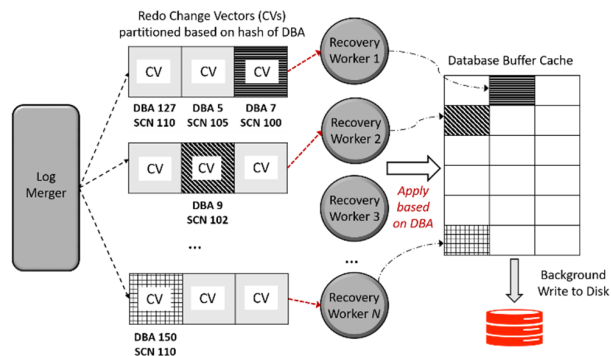 Redo Change Vectors (CVs)
partitioned based on hash of DBA
CV
CV
CV
DBA 127
SCN 110
DBA 5
SCN 105
DBA 7
SCN 100
Log
Merger
CV
CV
CV
DBA 9
SCN 102
...
CV
CV
CV
DBA 150
SCN 110
Recovery
Worker 1
Recovery
Worker 2
Recovery
Worker 3
...
Recovery
Worker N
Apply
based
on DBA
Database Buffer Cache
Background
Write to Disk